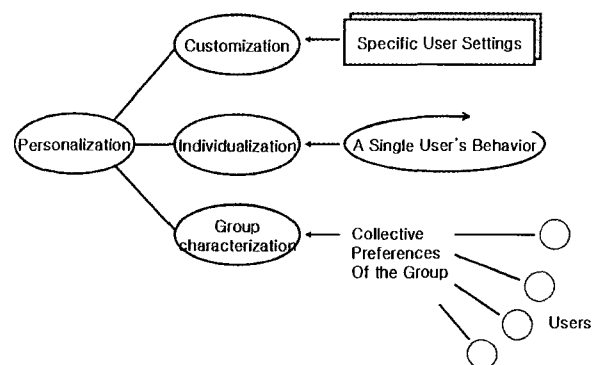 Customization
Specific User Settings
Personalization
Individualization
A Single User's Behavior
Group
characterization
Collective
Preferences
Of the Group
Users